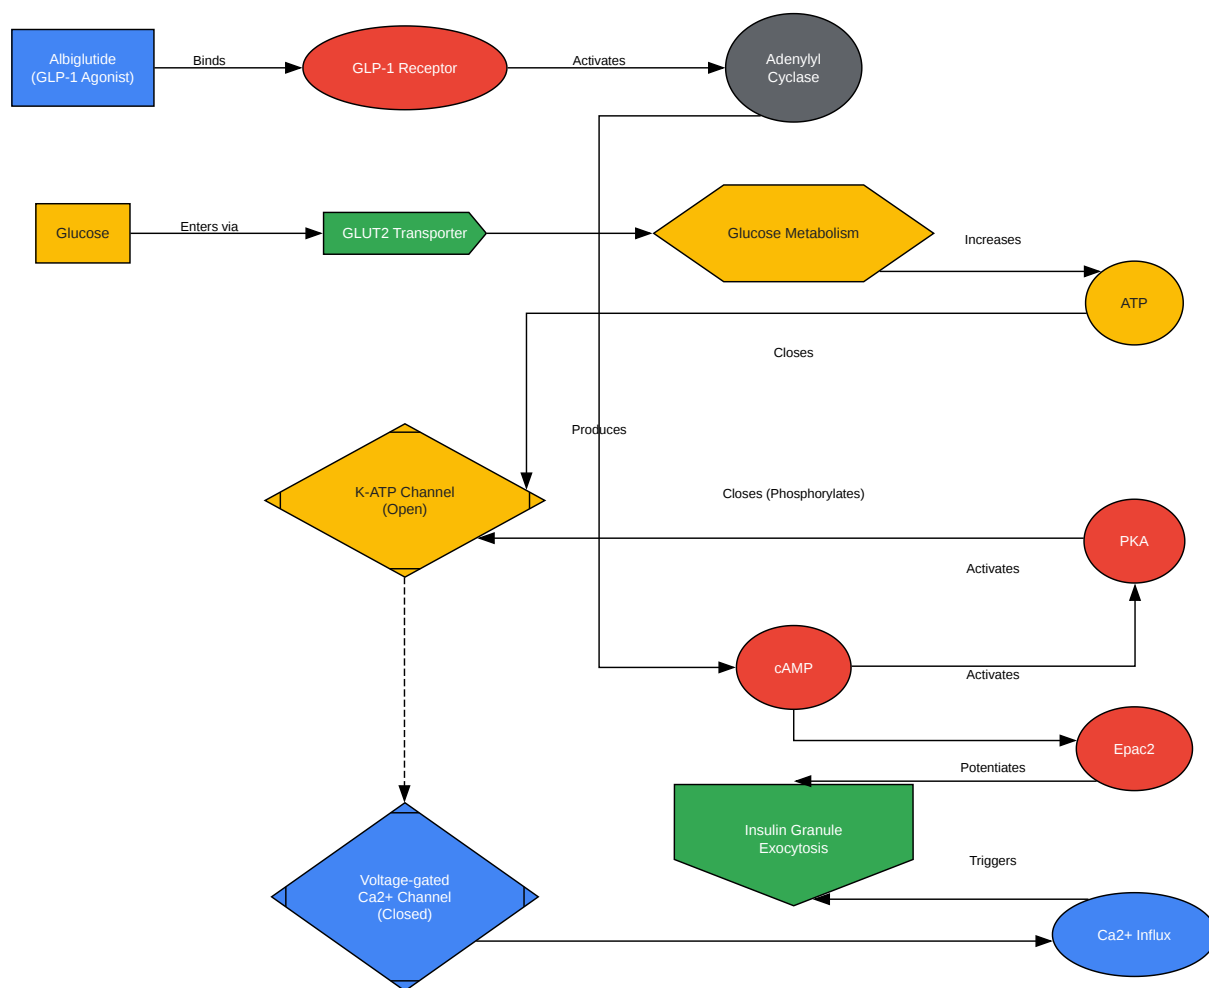 Albiglutide
(GLP-1 Agonist)
Binds
GLP-1 Receptor
Activates
Adenylyl
Cyclase
Glucose
Enters via
GLUT2 Transporter
Glucose Metabolism
Increases
ATP
Closes
Produces
K-ATP Channel
(Open)
Closes (Phosphorylates)
PKA
Activates
cAMP
Activates
Epac2
Potentiates
Insulin Granule
Exocytosis
Triggers
Voltage-gated
Ca2+ Channel
(Closed)
Ca2+ Influx